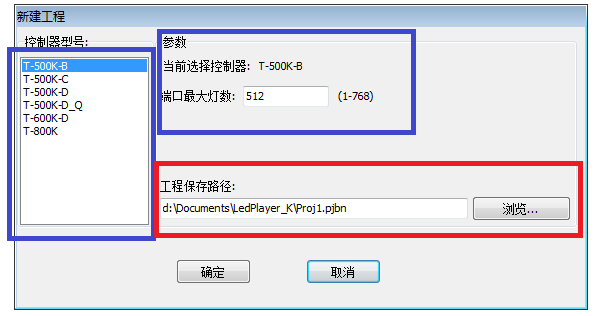 新建工程
控制器型号:
T-500K-B
T-500K-C
T-500K-D
T-500K-D_Q
T-600K-D
T-800K
参数
当前选择控制器: T-500K-B
端口最大灯数: 512 (1-768)
工程保存路径:
d:\Documents\LedPlayer_K\Proj1.pjbn 浏览...
确定 取消